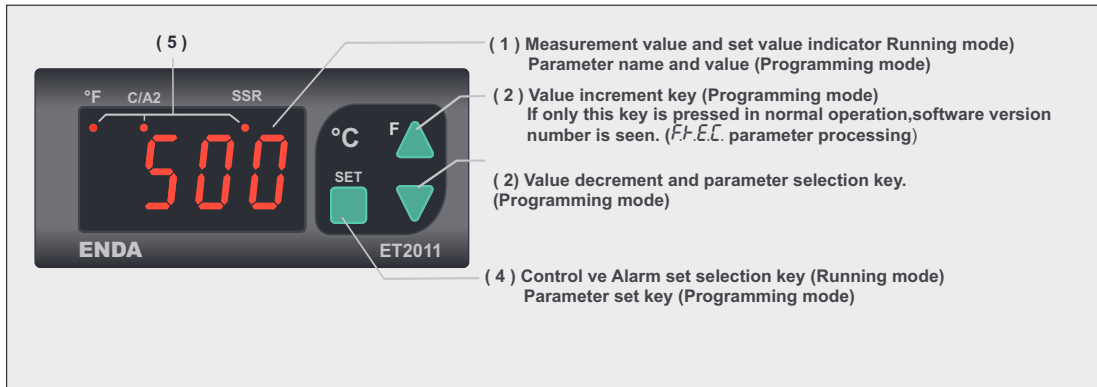 ( 5 )
( 1 ) Measurement value and set value indicator Running mode)
Parameter name and value (Programming mode)
°F C/A2 SSR
500
°C
F
SET
ENDA
ET2011
( 2 ) Value increment key (Programming mode)
If only this key is pressed in normal operation,software version
number is seen. (F.t.E.C. parameter processing)
( 2) Value decrement and parameter selection key.
(Programming mode)
( 4 ) Control ve Alarm set selection key (Running mode)
Parameter set key (Programming mode)